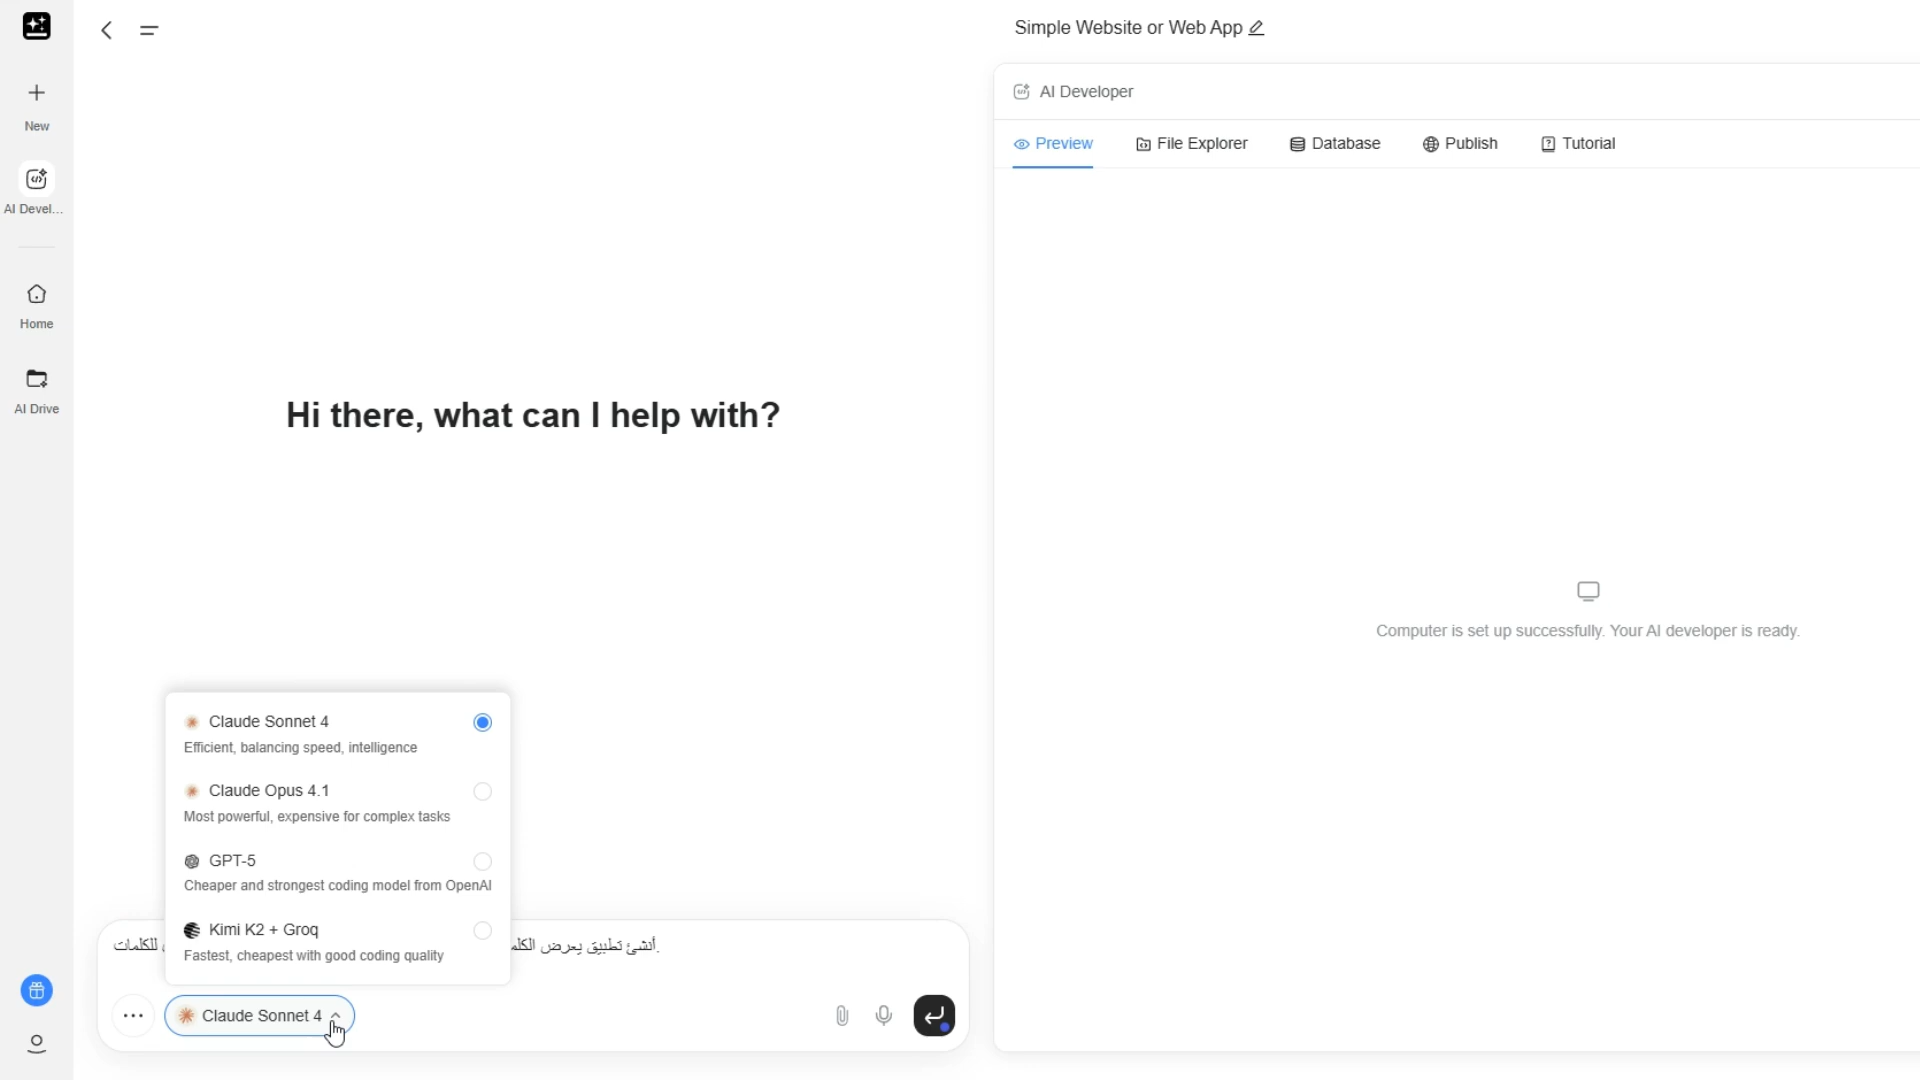 Simple Website or Web App
New
AI Devel...
Home
AI Drive
AI Developer
Preview
File Explorer
Database
Publish
Tutorial
Hi there, what can I help with?
Computer is set up successfully. Your AI developer is ready.
Claude Sonnet 4
Efficient, balancing speed, intelligence
Claude Opus 4.1
Most powerful, expensive for complex tasks
GPT-5
Cheaper and strongest coding model from OpenAI
Kimi K2 + Groq
Fastest, cheapest with good coding quality
أنشئ تطبيق يعرض
للكلمات.
Claude Sonnet 4